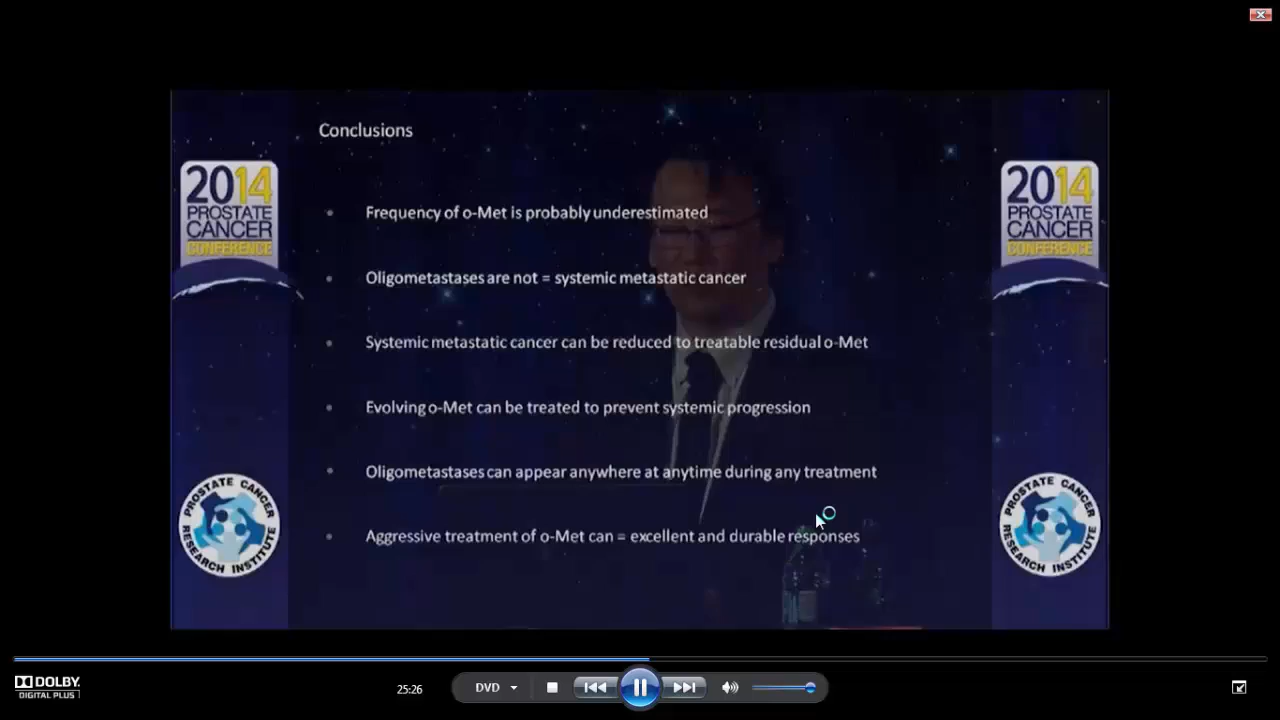 Conclusions
2014
PROSTATE
CANCER
CONFERENCE
2014
PROSTATE
CANCER
CONFERENCE
• Frequency of o-Met is probably underestimated
• Oligometastases are not = systemic metastatic cancer
• Systemic metastatic cancer can be reduced to treatable residual o-Met
• Evolving o-Met can be treated to prevent systemic progression
• Oligometastases can appear anywhere at anytime during any treatment
• Aggressive treatment of o-Met can = excellent and durable responses
PROSTATE CANCER
RESEARCH INSTITUTE
PROSTATE CANCER
RESEARCH INSTITUTE
DOLBY
DIGITAL PLUS
25:26
DVD